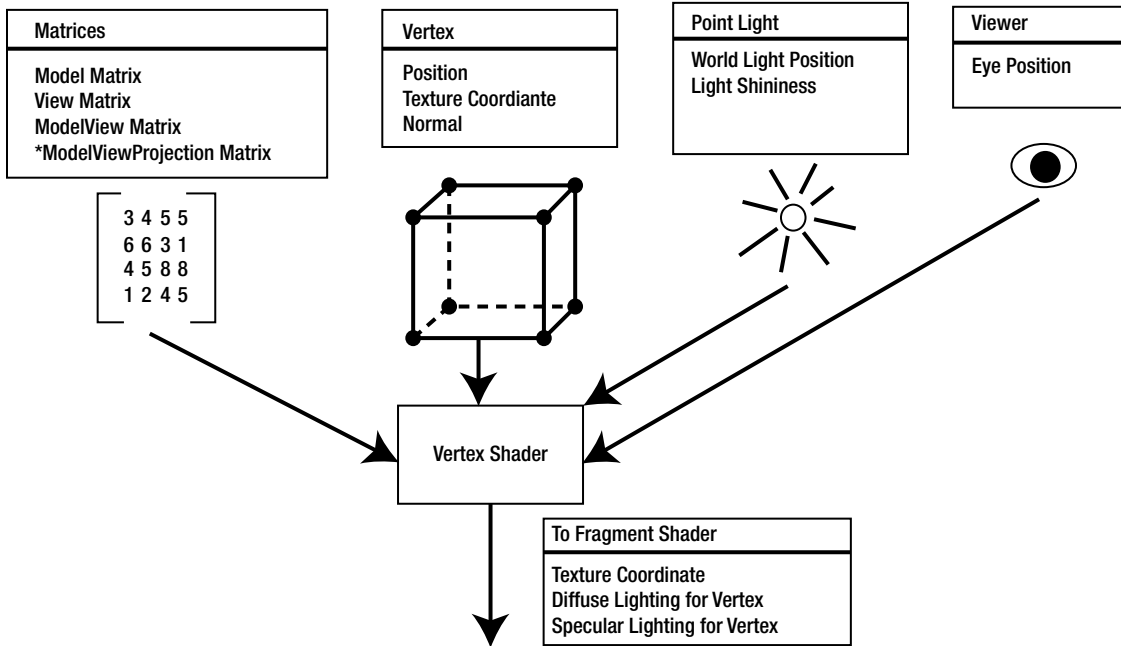 Matrices
Model Matrix
View Matrix
ModelView Matrix
*ModelViewProjection Matrix
3 4 5 5
6 6 3 1
4 5 8 8
1 2 4 5
Vertex
Position
Texture Coordiante
Normal
Point Light
World Light Position
Light Shininess
Viewer
Eye Position
Vertex Shader
To Fragment Shader
Texture Coordinate
Diffuse Lighting for Vertex
Specular Lighting for Vertex